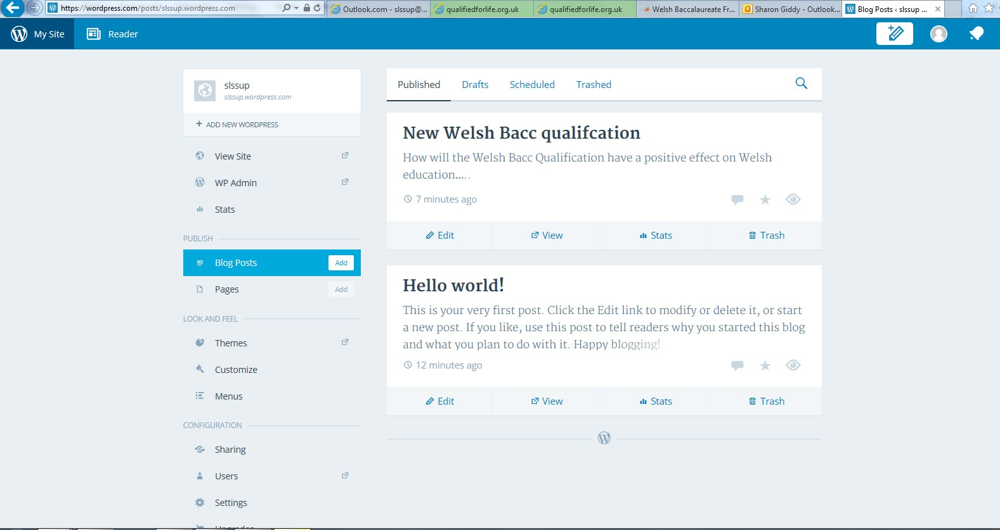 https://wordpress.com/posts/slssup.wordpress.com
Outlook.com - slssup@...
qualifiedforlife.org.uk
qualifiedforlife.org.uk
Welsh Baccalaureate Fr...
Sharon Giddy - Outlook...
Blog Posts ‹ slssup ...
My Site
Reader
slssup
slssup.wordpress.com
+ ADD NEW WORDPRESS
View Site
WP Admin
Stats
PUBLISH
Blog Posts Add
Pages Add
LOOK AND FEEL
Themes
Customize
Menus
CONFIGURATION
Sharing
Users
Settings
Published Drafts Scheduled Trashed
New Welsh Bacc qualifcation
How will the Welsh Bacc Qualification have a positive effect on Welsh
education.....
7 minutes ago
Edit View Stats Trash
Hello world!
This is your very first post. Click the Edit link to modify or delete it, or start
a new post. If you like, use this post to tell readers why you started this blog
and what you plan to do with it. Happy blogging!
12 minutes ago
Edit View Stats Trash